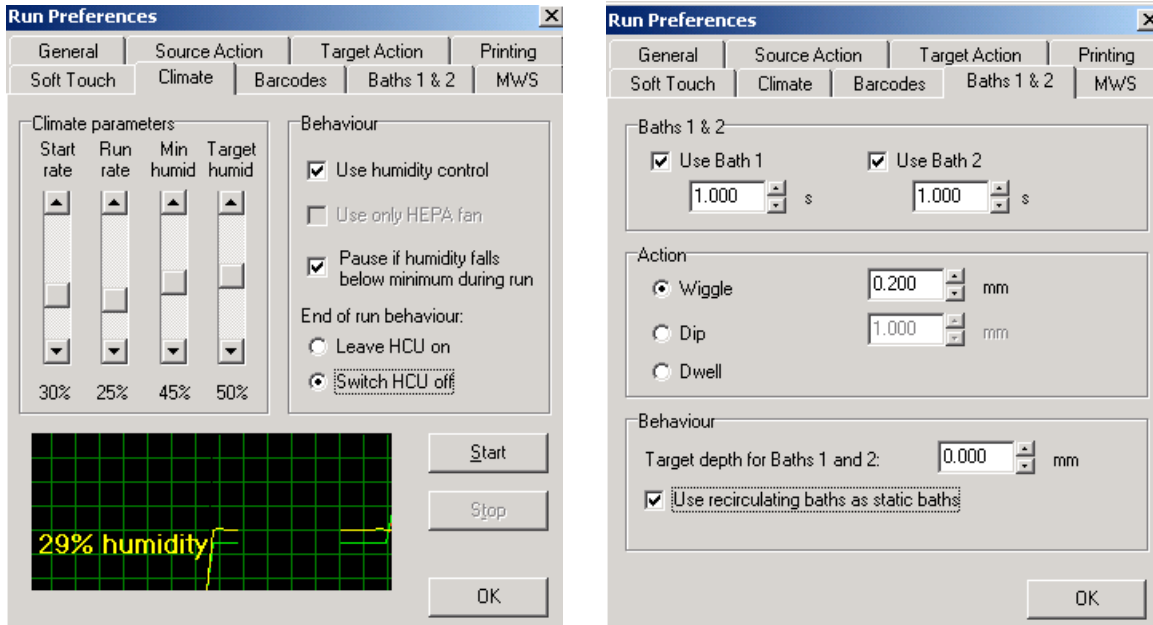 Run Preferences
General Source Action Target Action Printing
Soft Touch Climate Barcodes Baths 1 & 2 MWS
Climate parameters
Start rate
Run rate
Min humid
Target humid
30% 25% 45% 50%
Behaviour
Use humidity control
Use only HEPA fan
Pause if humidity falls
below minimum during run
End of run behaviour:
Leave HCU on
Switch HCU off
29% humidity
Start
Stop
OK
Run Preferences
General Source Action Target Action Printing
Soft Touch Climate Barcodes Baths 1 & 2 MWS
Baths 1 & 2
Use Bath 1 Use Bath 2
1.000 s 1.000 s
Action
Wiggle 0.200 mm
Dip 1.000 mm
Dwell
Behaviour
Target depth for Baths 1 and 2: 0.000 mm
Use recirculating baths as static baths
OK